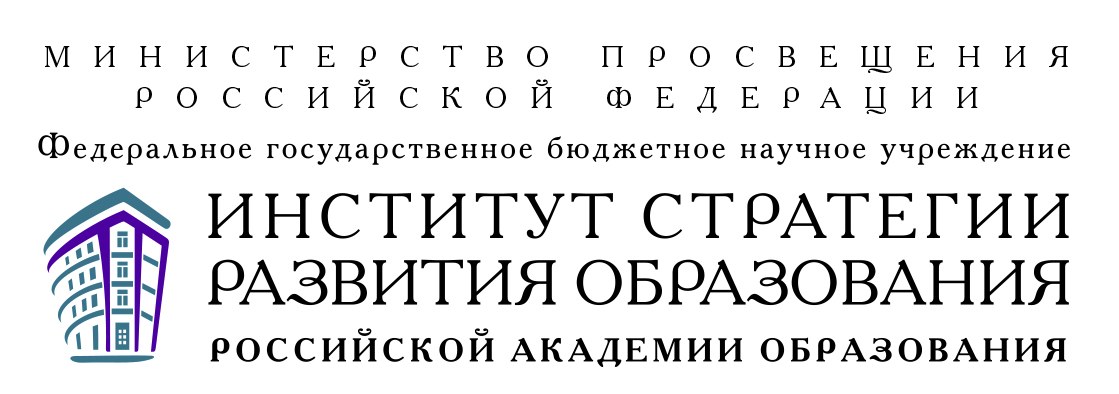 МИНИСТЕРСТВО ПРОСВЕЩЕНИЯ
РОССИЙСКОЙ ФЕДЕРАЦИИ
Федеральное государственное бюджетное научное учреждение
ИНСТИТУТ СТРАТЕГИИ
РАЗВИТИЯ ОБРАЗОВАНИЯ
РОССИЙСКОЙ АКАДЕМИИ ОБРАЗОВАНИЯ